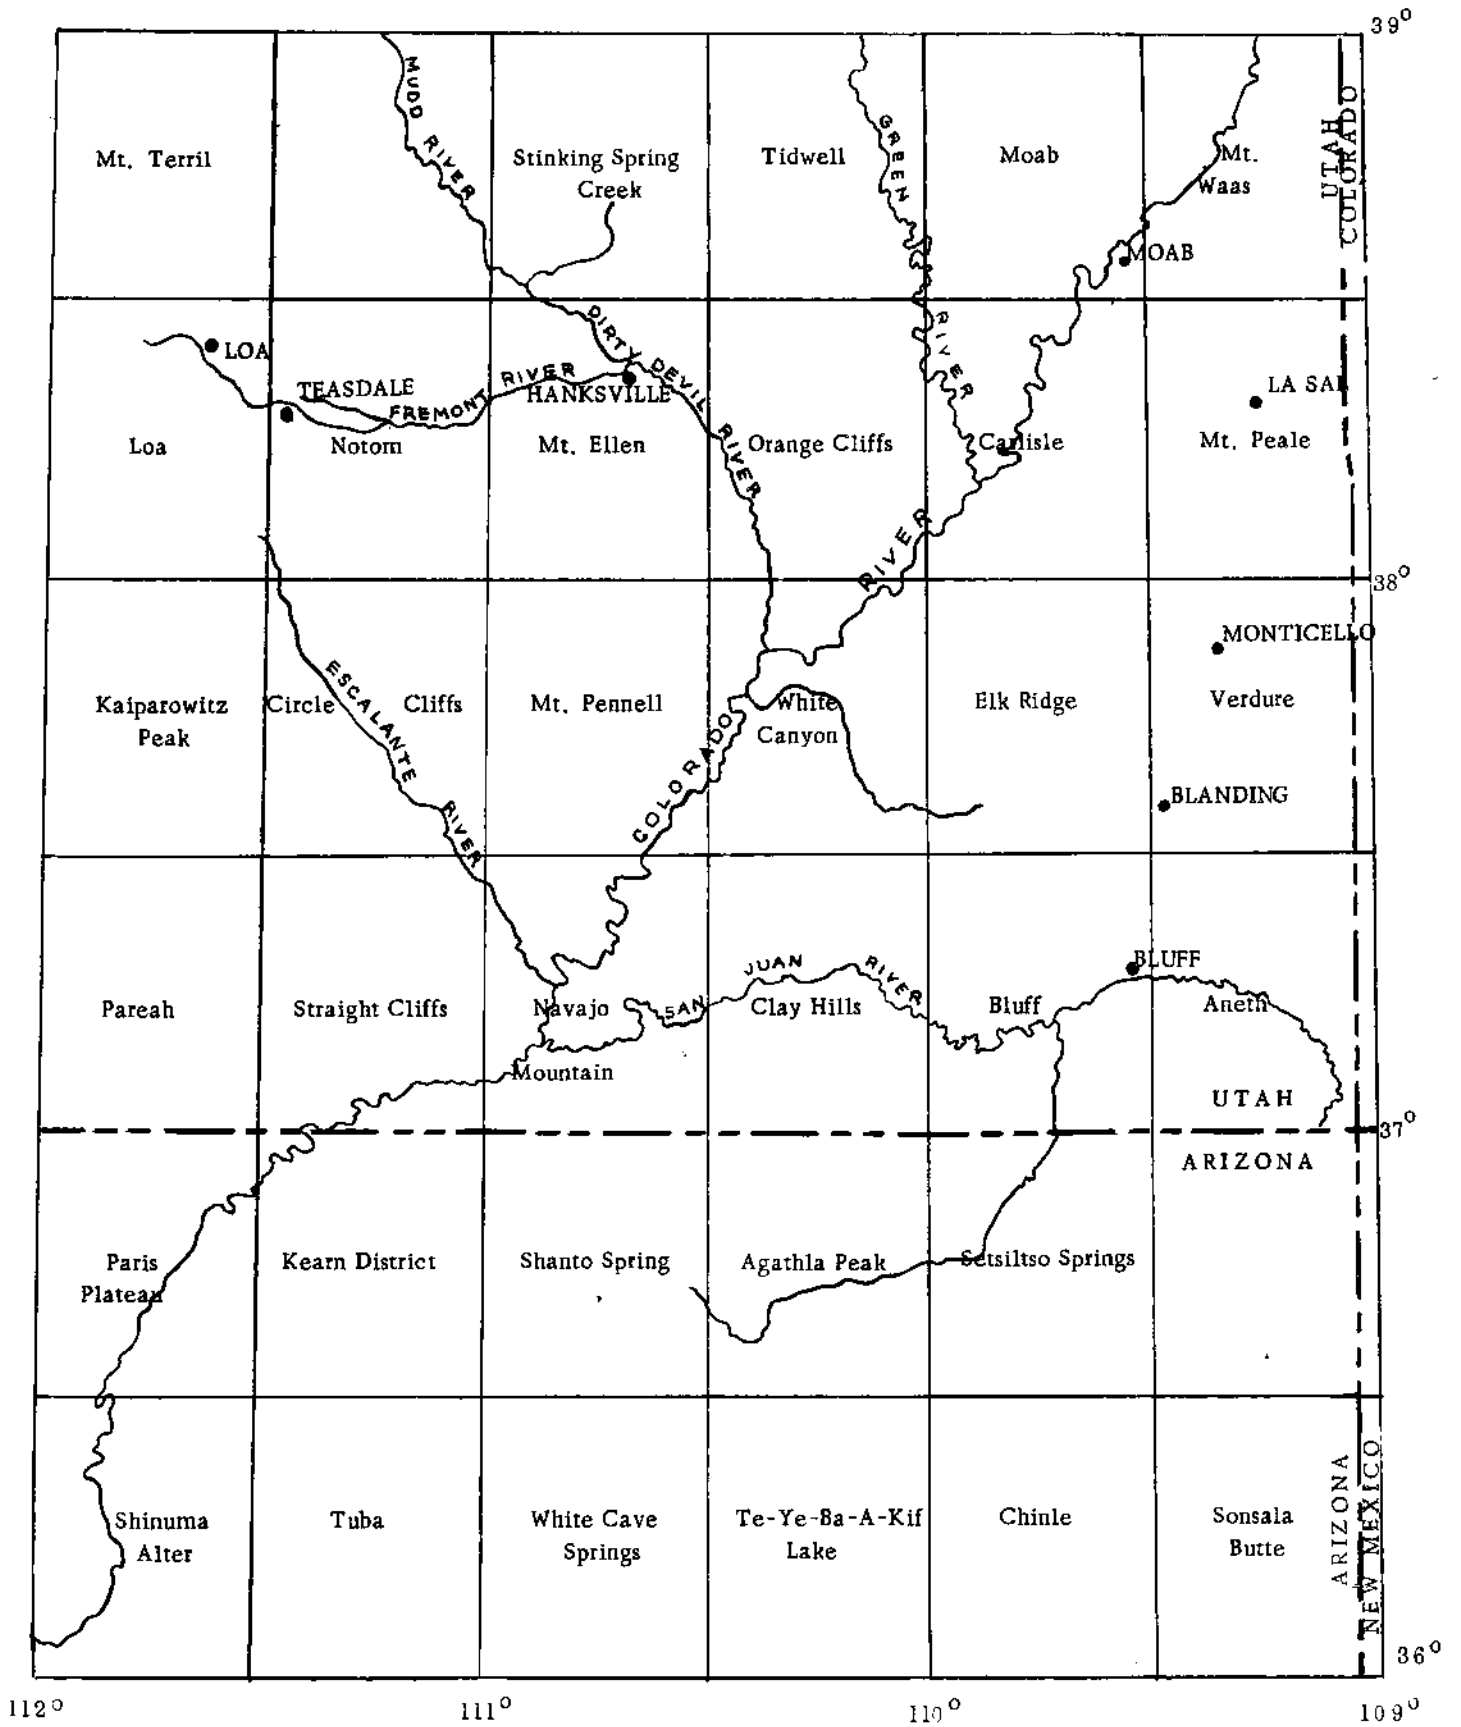 39°
MUDD RIVER
GREEN RIVER
UTAH
COLORADO
Mt. Terril
Stinking Spring
Creek
Tidwell
Moab
Mt.
Waas
MOAB
LOA
TEASDALE
FREMONT RIVER
DIRTY DEVIL RIVER
HANKSVILLE
LA SAL
Loa
Notom
Mt. Ellen
Orange Cliffs
Carlisle
Mt. Peale
38°
MONTICELLO
Kaiparowitz
Peak
Circle Cliffs
ESCALANTE RIVER
Mt. Pennell
COLORADO RIVER
White
Canyon
Elk Ridge
Verdure
BLANDING
BLUFF
SAN JUAN RIVER
Pareah
Straight Cliffs
Navajo
Mountain
Clay Hills
Bluff
Aneth
UTAH
37°
ARIZONA
Paris
Plateau
Kearn District
Shanto Spring
Agathla Peak
Setsiltso Springs
Shinuma
Alter
Tuba
White Cave
Springs
Te-Ye-Ba-A-Kif
Lake
Chinle
Sonsala
Butte
ARIZONA
NEW MEXICO
36°
112°
111°
110°
109°